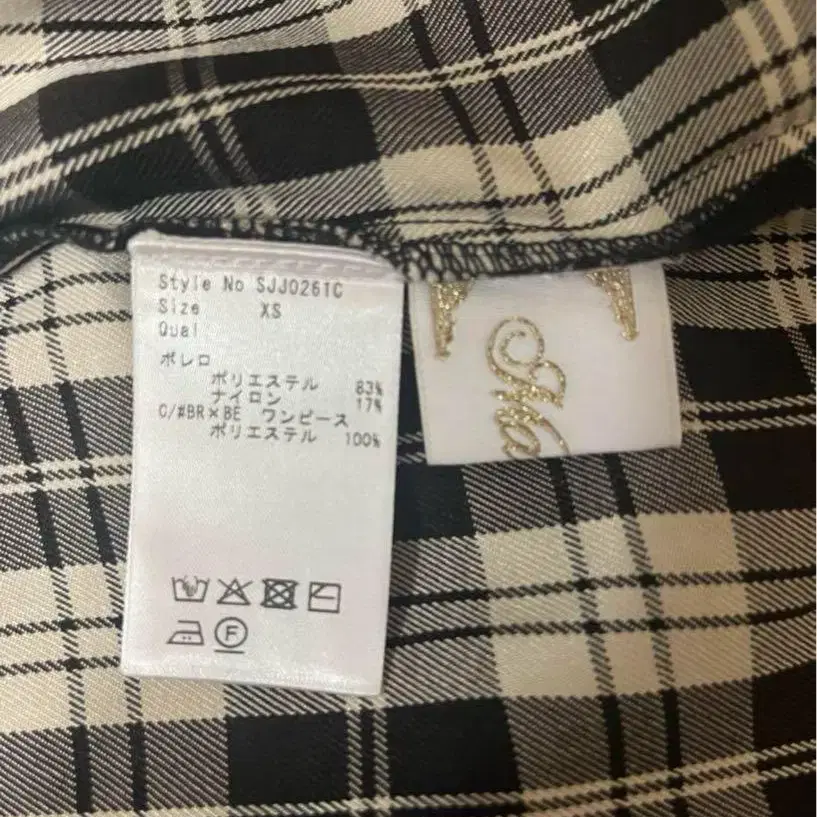 Style No SJJ0261C
Size XS
Qual
ボレロ
ポリエステル 83%
ナイロン 17%
C/#BR×BE ワンピース
ポリエステル 100%
F